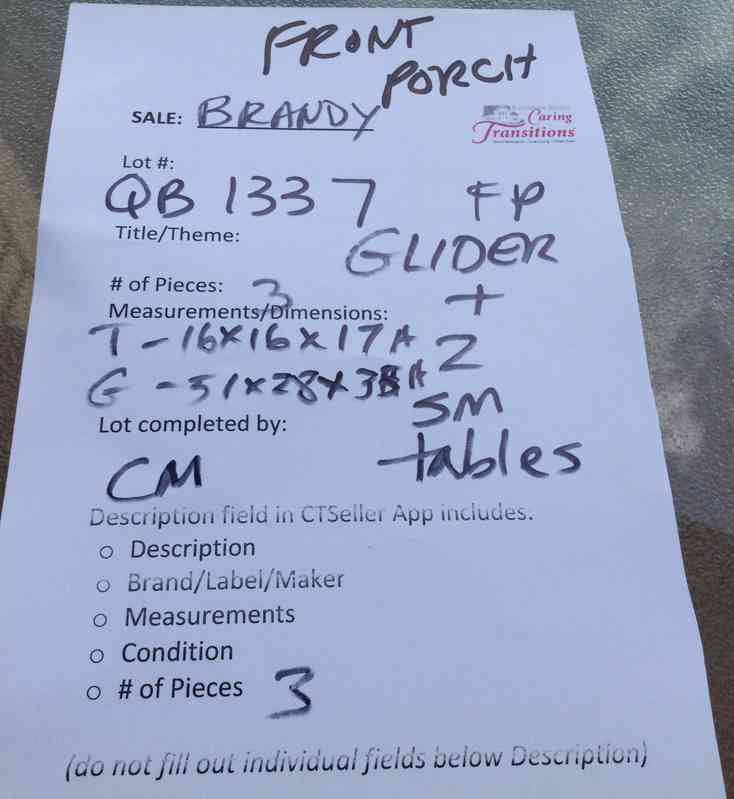 FRONT
PORCH
SALE: BRANDY
Caring
Transitions
Lot #:
QB 1337 FP
Title/Theme: GLIDER
# of Pieces: 3 +
Measurements/Dimensions:
T - 16X16X17H 2
G - 51X28X35H
SM
Lot completed by:
CM tables
Description field in CTSeller App includes:
○ Description
○ Brand/Label/Maker
○ Measurements
○ Condition
○ # of Pieces 3
(do not fill out individual fields below Description)